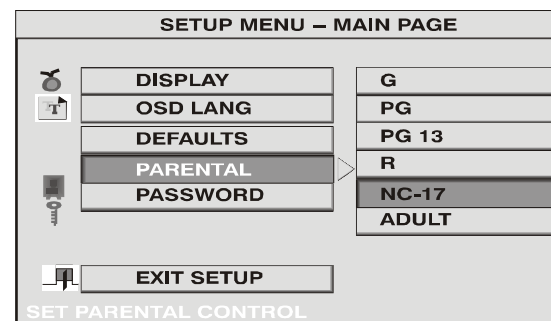 SETUP MENU – MAIN PAGE
DISPLAY
OSD LANG
DEFAULTS
PARENTAL
PASSWORD
EXIT SETUP
G
PG
PG 13
R
NC-17
ADULT
T
SET PARENTAL CONTROL